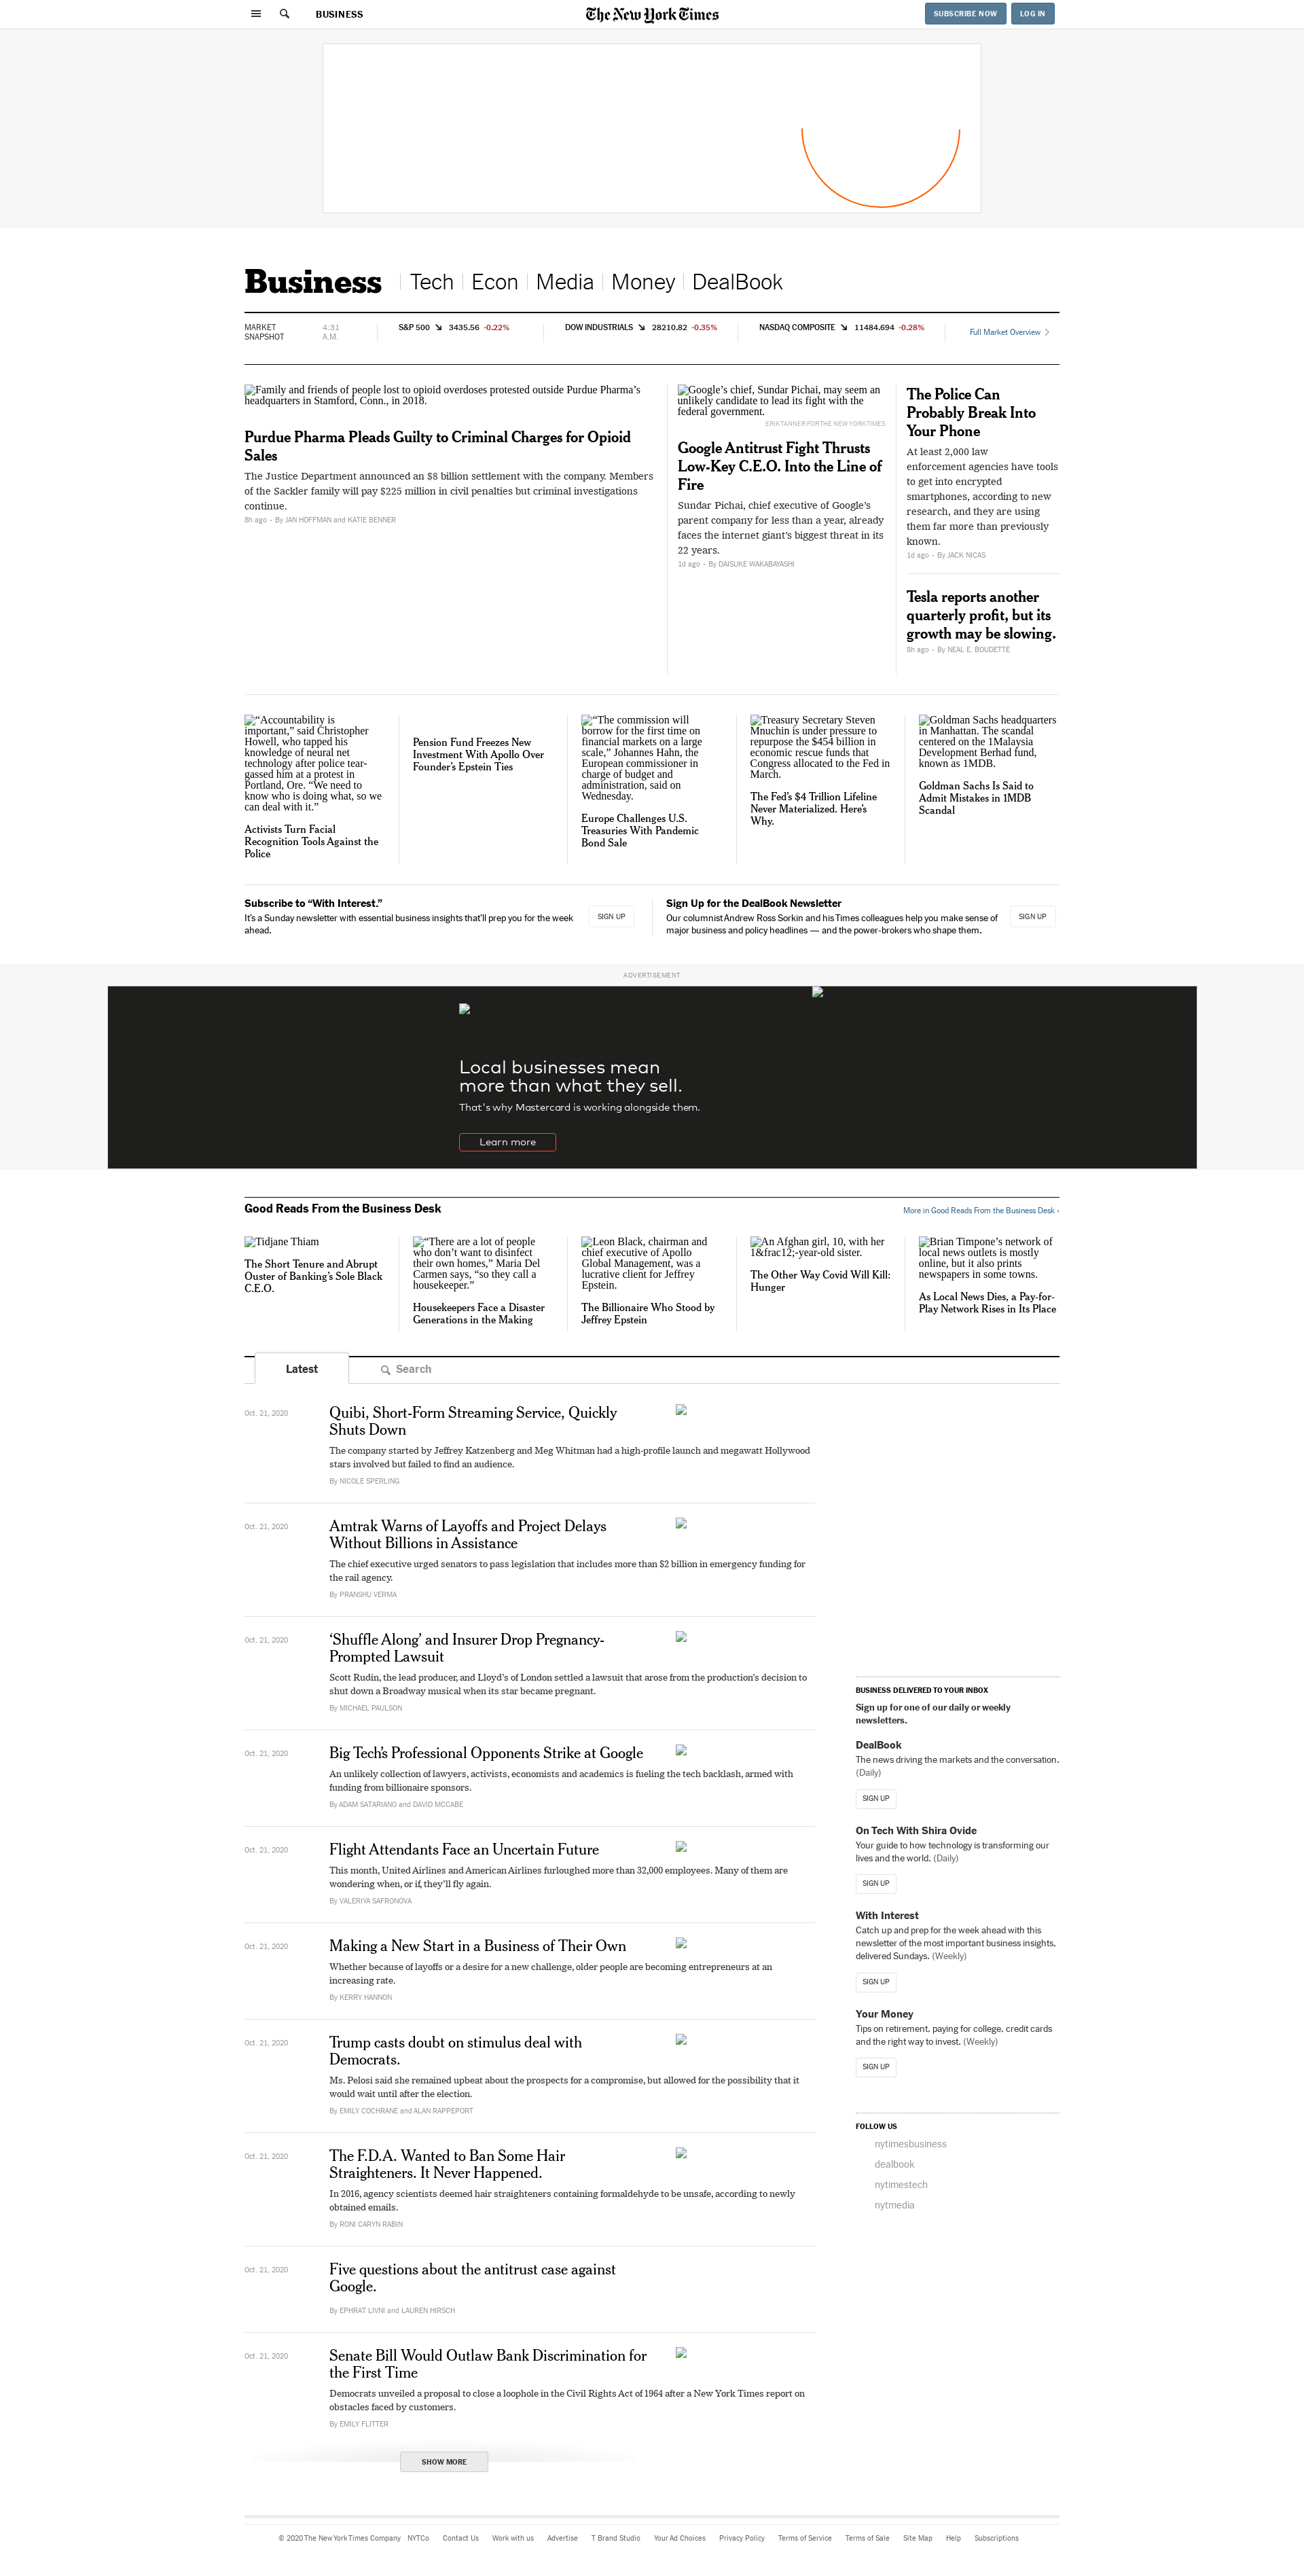 BUSINESS
The New York Times
SUBSCRIBE NOW
LOG IN
Business
Tech
Econ
Media
Money
DealBook
MARKET
SNAPSHOT
4:31
A.M.
S&P 500 3435.56 -0.22%
DOW INDUSTRIALS 28210.82 -0.35%
NASDAQ COMPOSITE 11484.694 -0.28%
Full Market Overview
Family and friends of people lost to opioid overdoses protested outside Purdue Pharma’s
headquarters in Stamford, Conn., in 2018.
Purdue Pharma Pleads Guilty to Criminal Charges for Opioid
Sales
The Justice Department announced an $8 billion settlement with the company. Members
of the Sackler family will pay $225 million in civil penalties but criminal investigations
continue.
8h ago • By JAN HOFFMAN and KATIE BENNER
Google’s chief, Sundar Pichai, may seem an
unlikely candidate to lead its fight with the
federal government.
ERIK TANNER FOR THE NEW YORK TIMES
Google Antitrust Fight Thrusts
Low-Key C.E.O. Into the Line of
Fire
Sundar Pichai, chief executive of Google’s
parent company for less than a year, already
faces the internet giant’s biggest threat in its
22 years.
1d ago • By DAISUKE WAKABAYASHI
The Police Can
Probably Break Into
Your Phone
At least 2,000 law
enforcement agencies have tools
to get into encrypted
smartphones, according to new
research, and they are using
them far more than previously
known.
1d ago • By JACK NICAS
Tesla reports another
quarterly profit, but its
growth may be slowing.
8h ago • By NEAL E. BOUDETTE
“Accountability is
important,” said Christopher
Howell, who tapped his
knowledge of neural net
technology after police tear-
gassed him at a protest in
Portland, Ore. “We need to
know who is doing what, so we
can deal with it.”
Activists Turn Facial
Recognition Tools Against the
Police
Pension Fund Freezes New
Investment With Apollo Over
Founder’s Epstein Ties
“The commission will
borrow for the first time on
financial markets on a large
scale,” Johannes Hahn, the
European commissioner in
charge of budget and
administration, said on
Wednesday.
Europe Challenges U.S.
Treasuries With Pandemic
Bond Sale
Treasury Secretary Steven
Mnuchin is under pressure to
repurpose the $454 billion in
economic rescue funds that
Congress allocated to the Fed in
March.
The Fed’s $4 Trillion Lifeline
Never Materialized. Here’s
Why.
Goldman Sachs headquarters
in Manhattan. The scandal
centered on the 1Malaysia
Development Berhad fund,
known as 1MDB.
Goldman Sachs Is Said to
Admit Mistakes in 1MDB
Scandal
Subscribe to “With Interest.”
It’s a Sunday newsletter with essential business insights that’ll prep you for the week
ahead.
SIGN UP
Sign Up for the DealBook Newsletter
Our columnist Andrew Ross Sorkin and his Times colleagues help you make sense of
major business and policy headlines — and the power-brokers who shape them.
SIGN UP
ADVERTISEMENT
Local businesses mean
more than what they sell.
That's why Mastercard is working alongside them.
Learn more
Good Reads From the Business Desk
More in Good Reads From the Business Desk ›
Tidjane Thiam
The Short Tenure and Abrupt
Ouster of Banking’s Sole Black
C.E.O.
“There are a lot of people
who don’t want to disinfect
their own homes,” Maria Del
Carmen says, “so they call a
housekeeper.”
Housekeepers Face a Disaster
Generations in the Making
Leon Black, chairman and
chief executive of Apollo
Global Management, was a
lucrative client for Jeffrey
Epstein.
The Billionaire Who Stood by
Jeffrey Epstein
An Afghan girl, 10, with her
1&frac12;-year-old sister.
The Other Way Covid Will Kill:
Hunger
Brian Timpone’s network of
local news outlets is mostly
online, but it also prints
newspapers in some towns.
As Local News Dies, a Pay-for-
Play Network Rises in Its Place
Latest
Search
Oct. 21, 2020
Quibi, Short-Form Streaming Service, Quickly
Shuts Down
The company started by Jeffrey Katzenberg and Meg Whitman had a high-profile launch and megawatt Hollywood
stars involved but failed to find an audience.
By NICOLE SPERLING
Oct. 21, 2020
Amtrak Warns of Layoffs and Project Delays
Without Billions in Assistance
The chief executive urged senators to pass legislation that includes more than $2 billion in emergency funding for
the rail agency.
By PRANSHU VERMA
Oct. 21, 2020
‘Shuffle Along’ and Insurer Drop Pregnancy-
Prompted Lawsuit
Scott Rudin, the lead producer, and Lloyd’s of London settled a lawsuit that arose from the production’s decision to
shut down a Broadway musical when its star became pregnant.
By MICHAEL PAULSON
Oct. 21, 2020
Big Tech’s Professional Opponents Strike at Google
An unlikely collection of lawyers, activists, economists and academics is fueling the tech backlash, armed with
funding from billionaire sponsors.
By ADAM SATARIANO and DAVID MCCABE
Oct. 21, 2020
Flight Attendants Face an Uncertain Future
This month, United Airlines and American Airlines furloughed more than 32,000 employees. Many of them are
wondering when, or if, they’ll fly again.
By VALERIYA SAFRONOVA
Oct. 21, 2020
Making a New Start in a Business of Their Own
Whether because of layoffs or a desire for a new challenge, older people are becoming entrepreneurs at an
increasing rate.
By KERRY HANNON
Oct. 21, 2020
Trump casts doubt on stimulus deal with
Democrats.
Ms. Pelosi said she remained upbeat about the prospects for a compromise, but allowed for the possibility that it
would wait until after the election.
By EMILY COCHRANE and ALAN RAPPEPORT
Oct. 21, 2020
The F.D.A. Wanted to Ban Some Hair
Straighteners. It Never Happened.
In 2016, agency scientists deemed hair straighteners containing formaldehyde to be unsafe, according to newly
obtained emails.
By RONI CARYN RABIN
Oct. 21, 2020
Five questions about the antitrust case against
Google.
By EPHRAT LIVNI and LAUREN HIRSCH
Oct. 21, 2020
Senate Bill Would Outlaw Bank Discrimination for
the First Time
Democrats unveiled a proposal to close a loophole in the Civil Rights Act of 1964 after a New York Times report on
obstacles faced by customers.
By EMILY FLITTER
SHOW MORE
BUSINESS DELIVERED TO YOUR INBOX
Sign up for one of our daily or weekly
newsletters.
DealBook
The news driving the markets and the conversation.
(Daily)
SIGN UP
On Tech With Shira Ovide
Your guide to how technology is transforming our
lives and the world. (Daily)
SIGN UP
With Interest
Catch up and prep for the week ahead with this
newsletter of the most important business insights,
delivered Sundays. (Weekly)
SIGN UP
Your Money
Tips on retirement, paying for college, credit cards
and the right way to invest. (Weekly)
SIGN UP
FOLLOW US
nytimesbusiness
dealbook
nytimestech
nytmedia
© 2020 The New York Times Company NYTCo Contact Us Work with us Advertise T Brand Studio Your Ad Choices Privacy Policy Terms of Service Terms of Sale Site Map Help Subscriptions